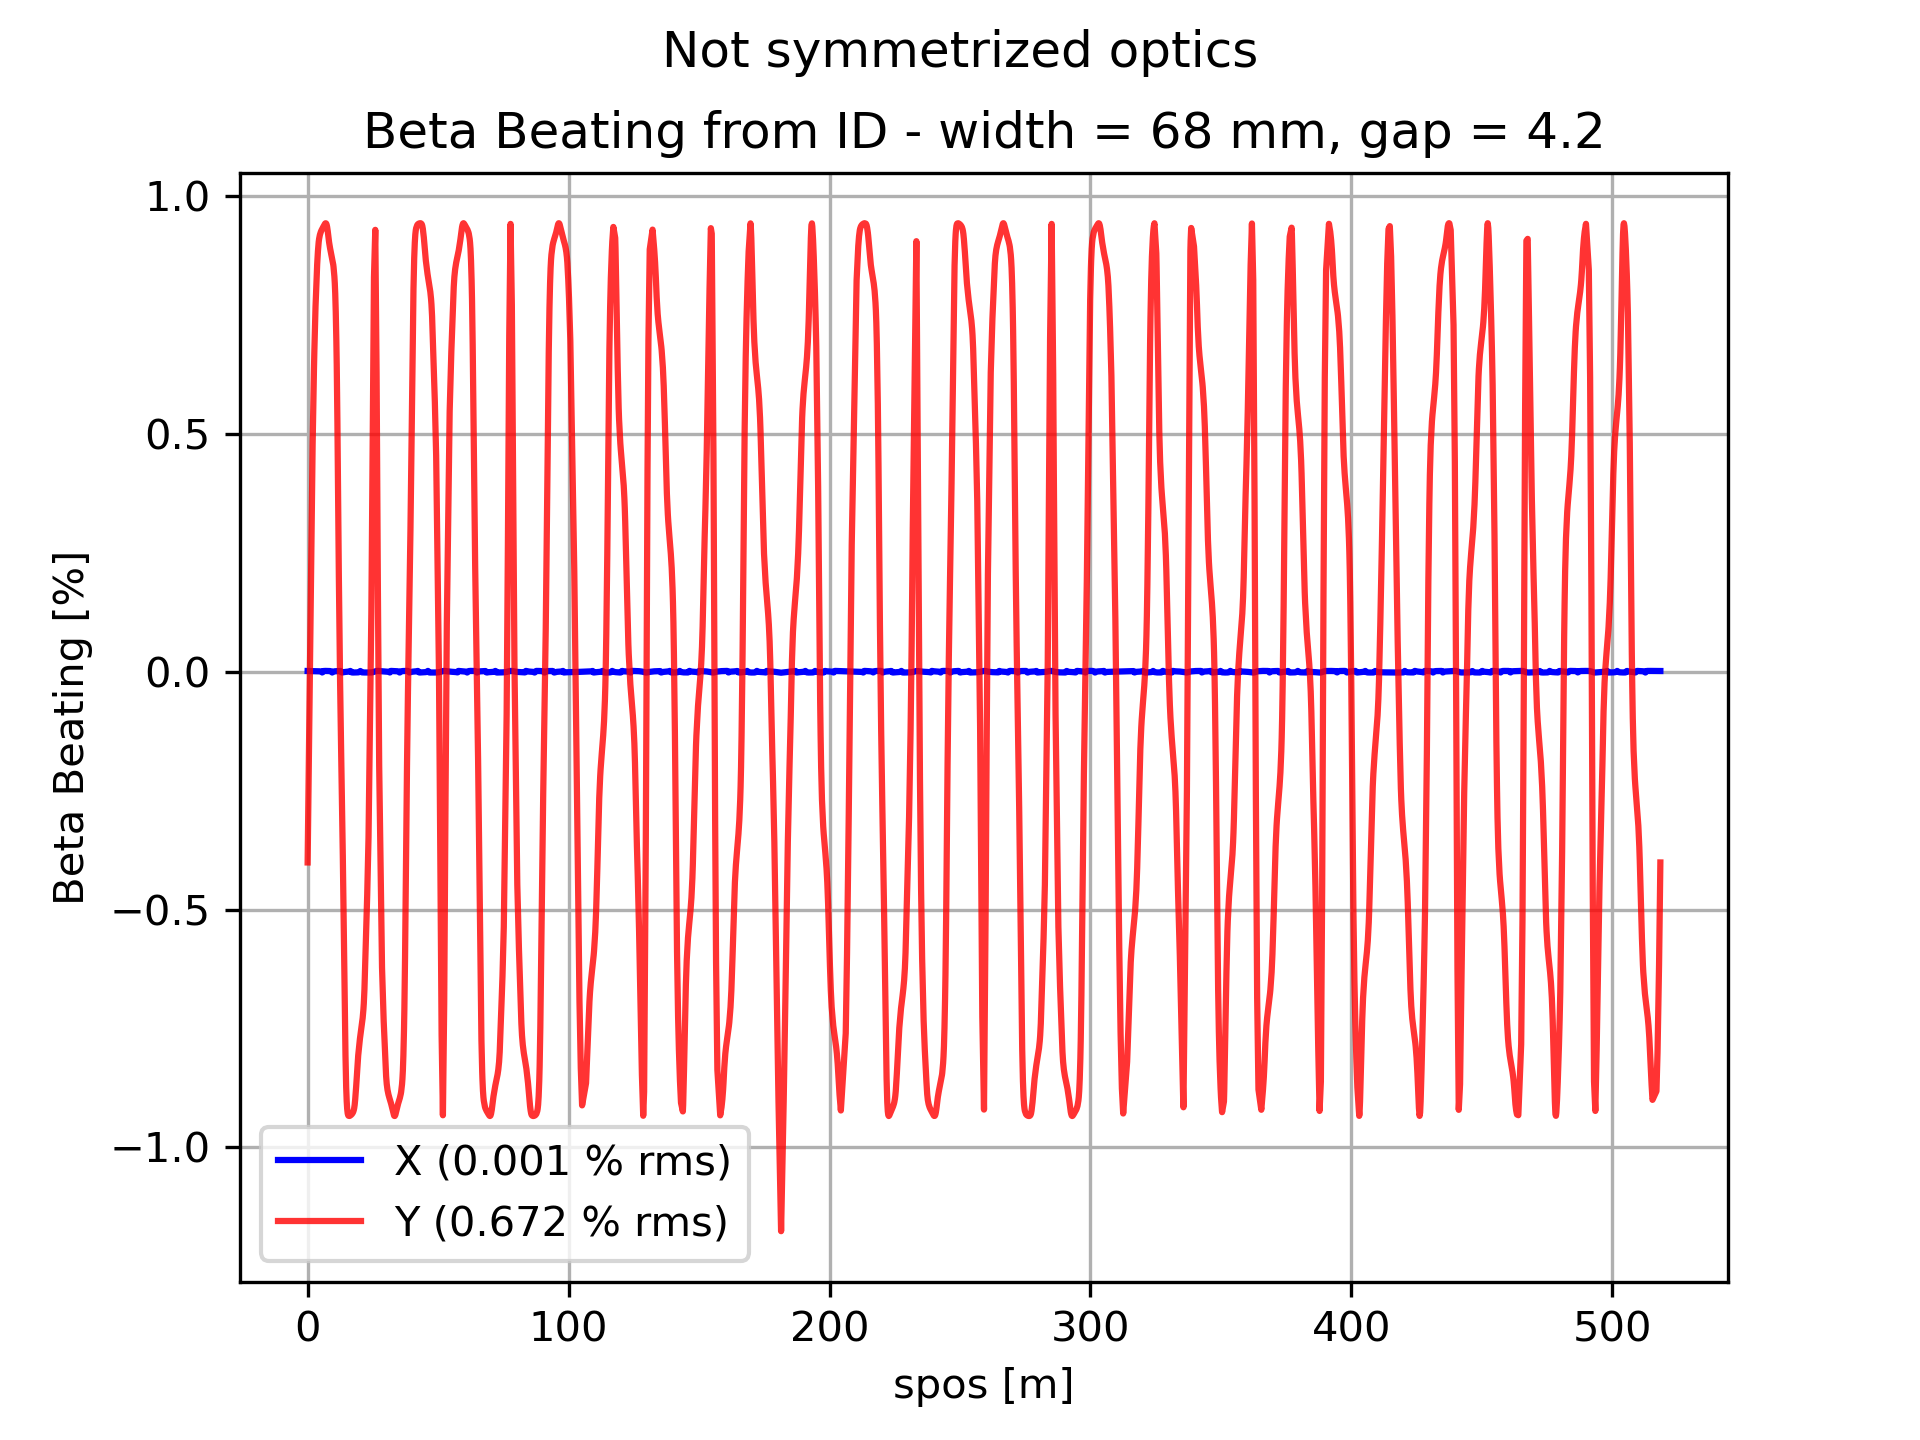 Not symmetrized optics
Beta Beating from ID - width = 68 mm, gap = 4.2
1.0
0.5
0.0
−0.5
−1.0
Beta Beating [%]
X (0.001 % rms)
Y (0.672 % rms)
0 100 200 300 400 500
spos [m]